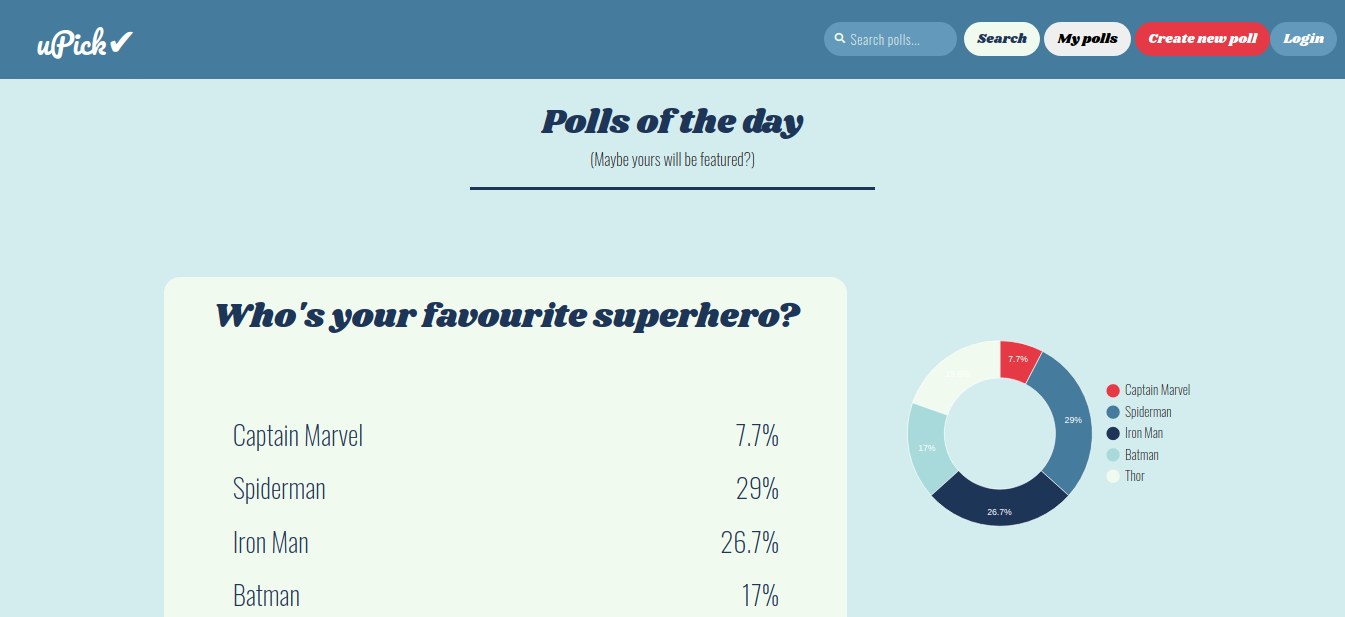 uPick✔
Search polls...
Search
My polls
Create new poll
Login
Polls of the day
(Maybe yours will be featured?)
Who's your favourite superhero?
Captain Marvel 7.7%
Spiderman 29%
Iron Man 26.7%
Batman 17%
7.7%
29%
26.7%
17%
Captain Marvel
Spiderman
Iron Man
Batman
Thor